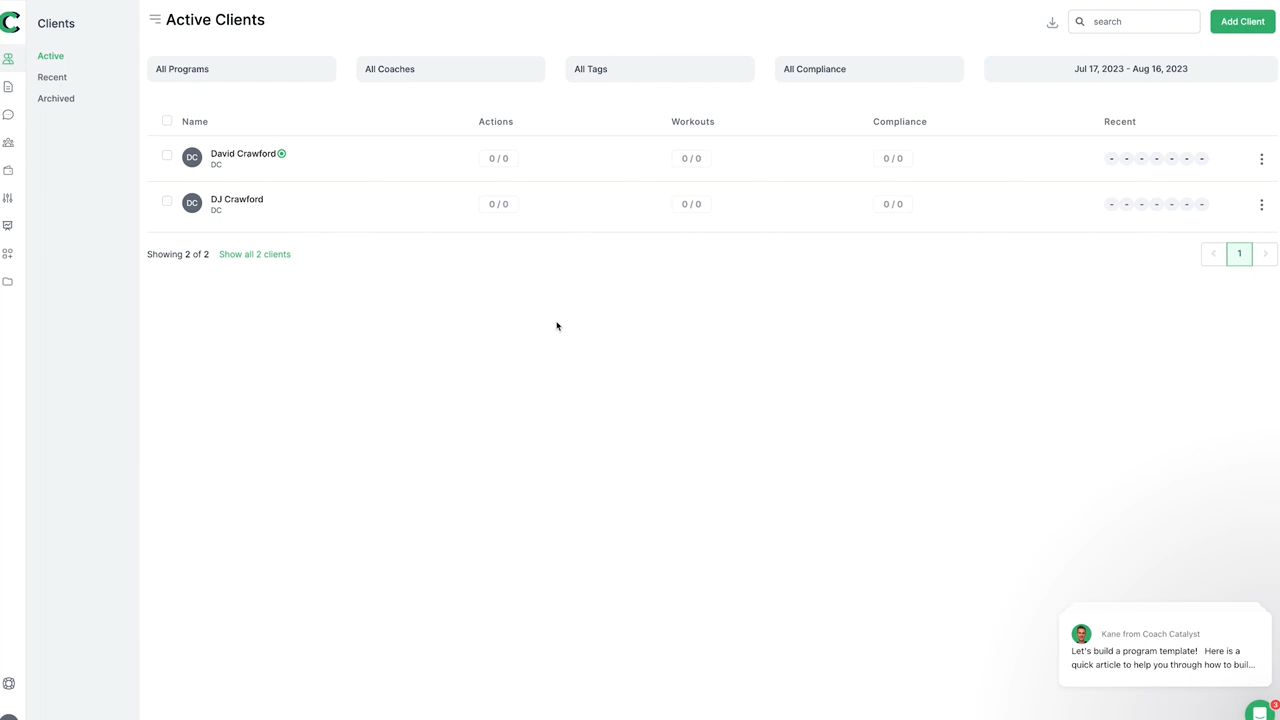 Clients
Active
Recent
Archived
Active Clients
search
Add Client
All Programs
All Coaches
All Tags
All Compliance
Jul 17, 2023 - Aug 16, 2023
Name
Actions
Workouts
Compliance
Recent
DC
David Crawford
DC
0 / 0
0 / 0
0 / 0
- - - - - - -
DC
DJ Crawford
DC
0 / 0
0 / 0
0 / 0
- - - - - - -
Showing 2 of 2 Show all 2 clients
1
Kane from Coach Catalyst
Let's build a program template! Here is a
quick article to help you through how to buil...
3